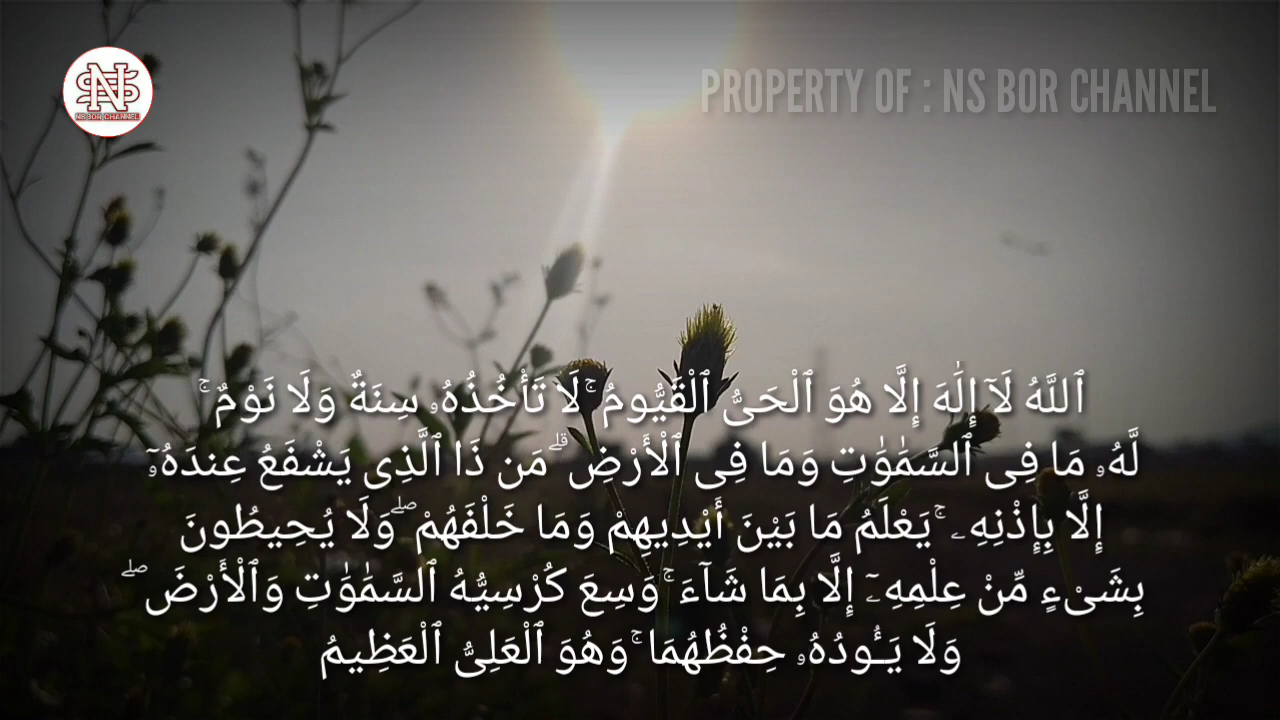 NS
NS BOR CHANNEL
PROPERTY OF : NS BOR CHANNEL
ٱللَّهُ لَآ إِلَٰهَ إِلَّا هُوَ ٱلْحَىُّ ٱلْقَيُّومُ ۚ لَا تَأْخُذُهُۥ سِنَةٌ وَلَا نَوْمٌ ۚ
لَّهُۥ مَا فِى ٱلسَّمَٰوَٰتِ وَمَا فِى ٱلْأَرْضِ ۗ مَن ذَا ٱلَّذِى يَشْفَعُ عِندَهُۥٓ
إِلَّا بِإِذْنِهِۦ ۚ يَعْلَمُ مَا بَيْنَ أَيْدِيهِمْ وَمَا خَلْفَهُمْ ۖ وَلَا يُحِيطُونَ
بِشَىْءٍ مِّنْ عِلْمِهِۦٓ إِلَّا بِمَا شَآءَ ۚ وَسِعَ كُرْسِيُّهُ ٱلسَّمَٰوَٰتِ وَٱلْأَرْضَ ۖ
وَلَا يَـُٔودُهُۥ حِفْظُهُمَا ۚ وَهُوَ ٱلْعَلِىُّ ٱلْعَظِيمُ